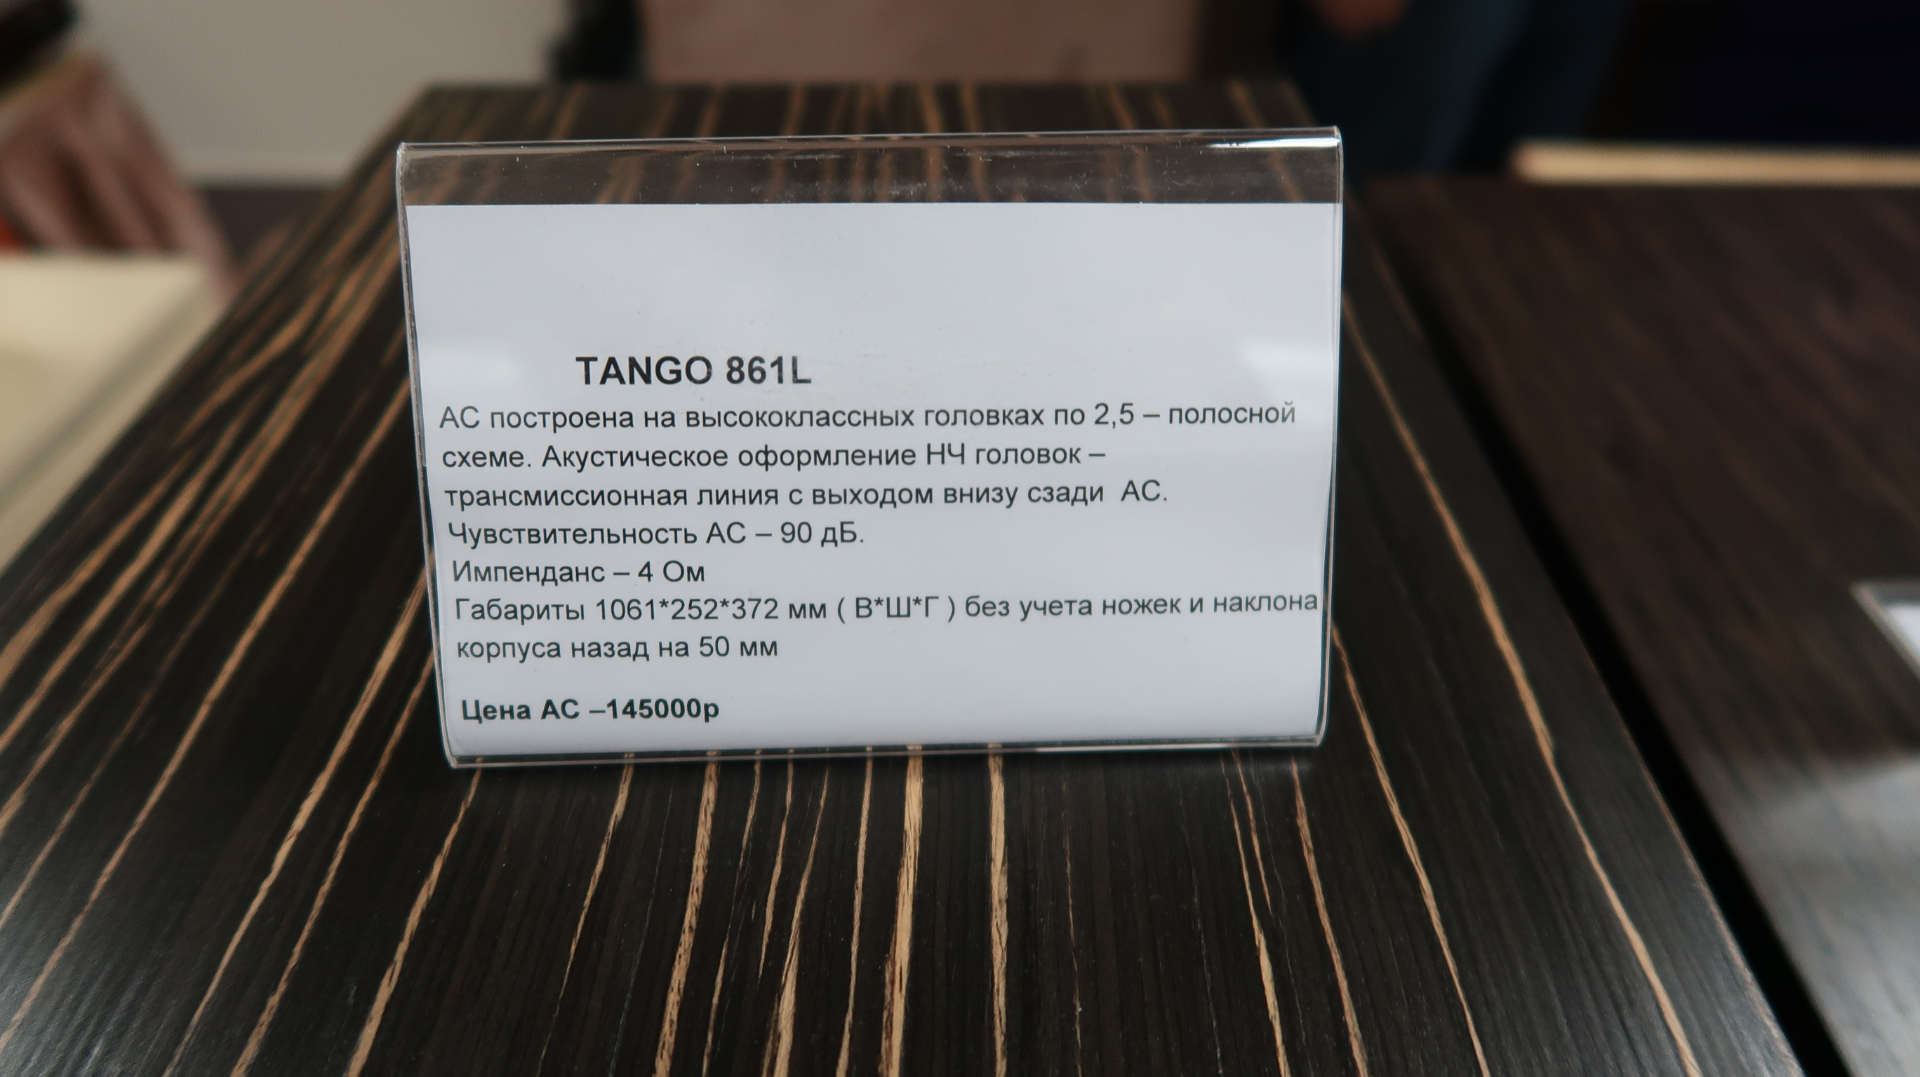 TANGO 861L
АС построена на высококлассных головках по 2,5 – полосной
схеме. Акустическое оформление НЧ головок –
трансмиссионная линия с выходом внизу сзади  АС.
Чувствительность АС – 90 дБ.
Импенданс – 4 Ом
Габариты 1061*252*372 мм ( В*Ш*Г ) без учета ножек и наклона
корпуса назад на 50 мм
Цена АС –145000р